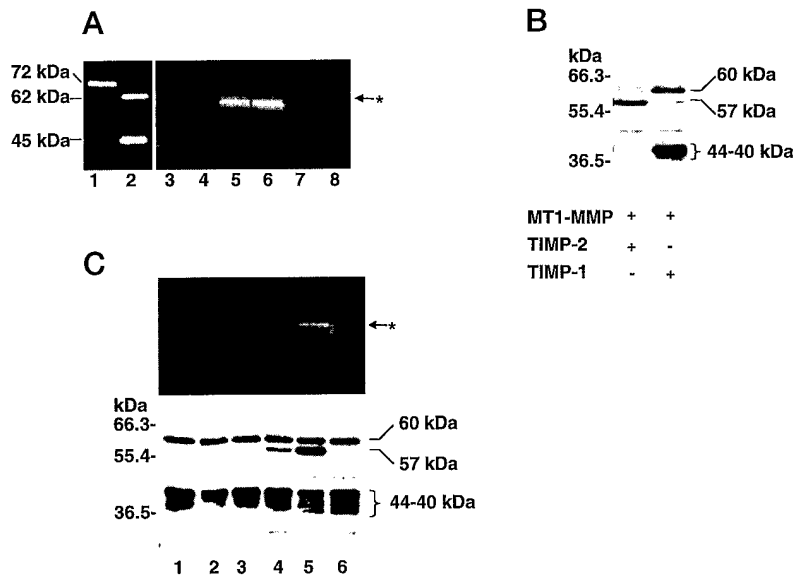 A
72 kDa
62 kDa
45 kDa
*
1 2 3 4 5 6 7 8
B
kDa
66.3-
55.4-
36.5-
60 kDa
57 kDa
44-40 kDa
MT1-MMP + +
TIMP-2 + -
TIMP-1 - +
C
*
kDa
66.3-
55.4-
36.5-
60 kDa
57 kDa
44-40 kDa
1 2 3 4 5 6